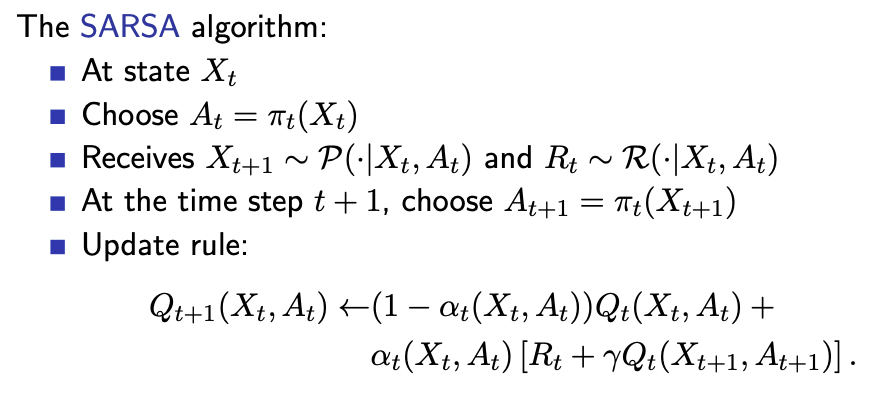 The SARSA algorithm:
■ At state $X_t$
■ Choose $A_t = \pi_t(X_t)$
■ Receives $X_{t+1} \sim \mathcal{P}(\cdot|X_t, A_t)$ and $R_t \sim \mathcal{R}(\cdot|X_t, A_t)$
■ At the time step $t + 1$, choose $A_{t+1} = \pi_t(X_{t+1})$
■ Update rule:
$Q_{t+1}(X_t, A_t) \leftarrow (1 - \alpha_t(X_t, A_t))Q_t(X_t, A_t) +$
$\alpha_t(X_t, A_t) [R_t + \gamma Q_t(X_{t+1}, A_{t+1})] .$